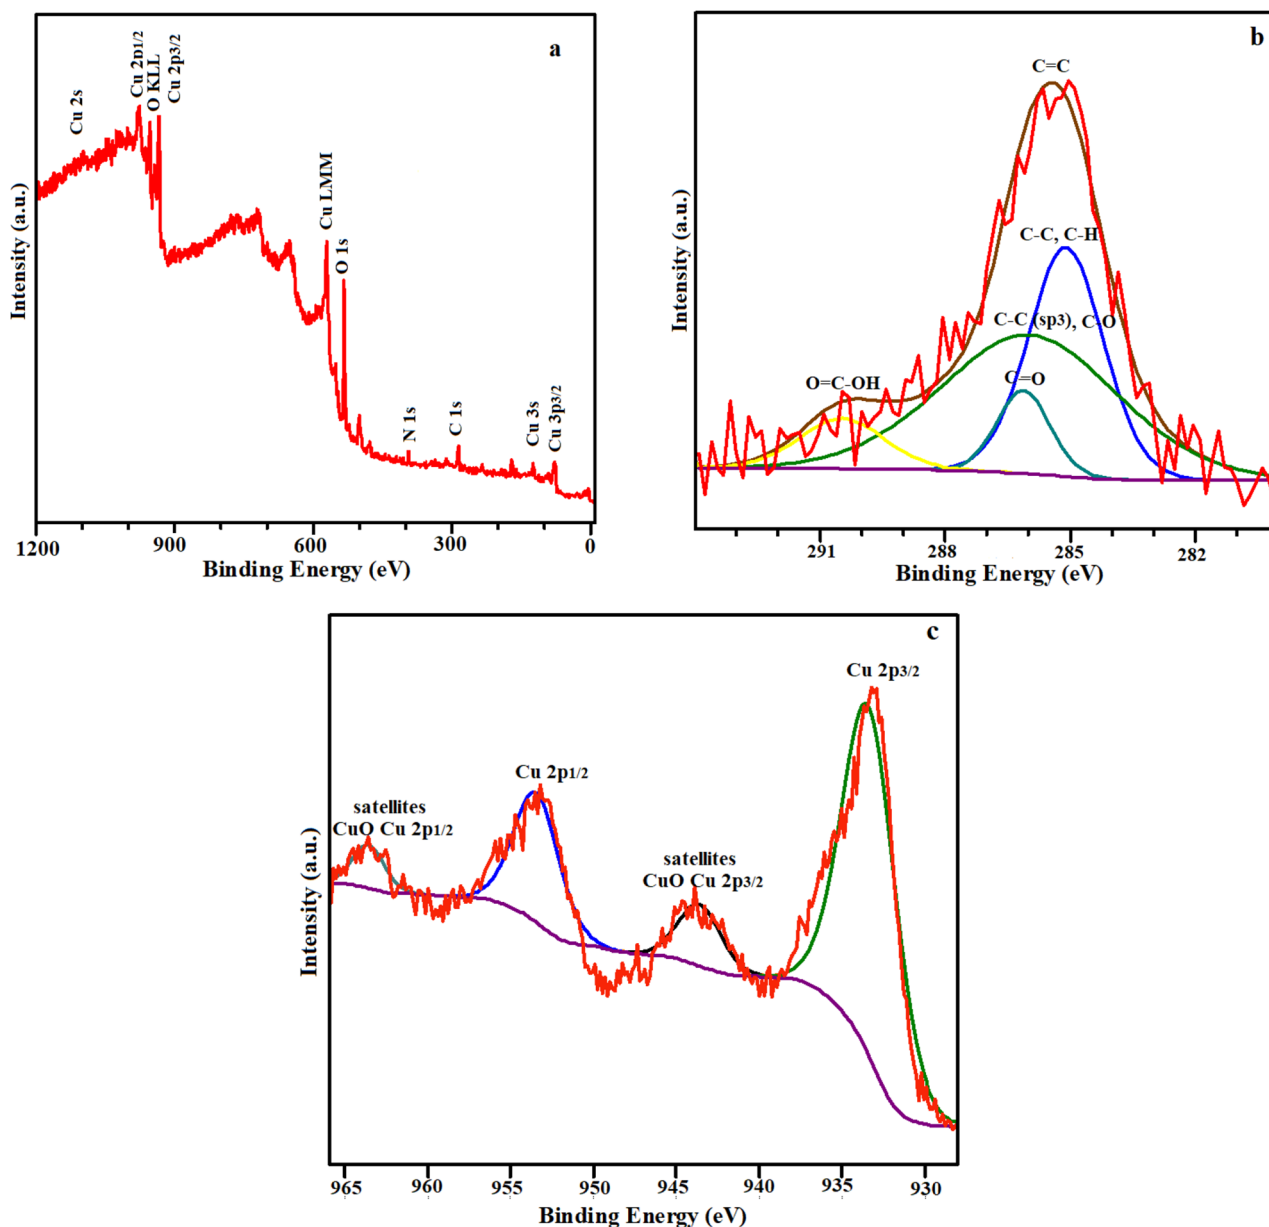 a
Cu 2s
Cu 2p1/2
O KLL
Cu 2p3/2
Cu LMM
O 1s
N 1s
C 1s
Cu 3s
Cu 3p3/2
Intensity (a.u.)
1200 900 600 300 0
Binding Energy (eV)
b
C=C
C-C, C-H
C-C (sp3), C-O
O=C-OH
C=O
Intensity (a.u.)
291 288 285 282
Binding Energy (eV)
c
Cu 2p3/2
Cu 2p1/2
satellites
CuO Cu 2p1/2
satellites
CuO Cu 2p3/2
Intensity (a.u.)
965 960 955 950 945 940 935 930
Binding Energy (eV)